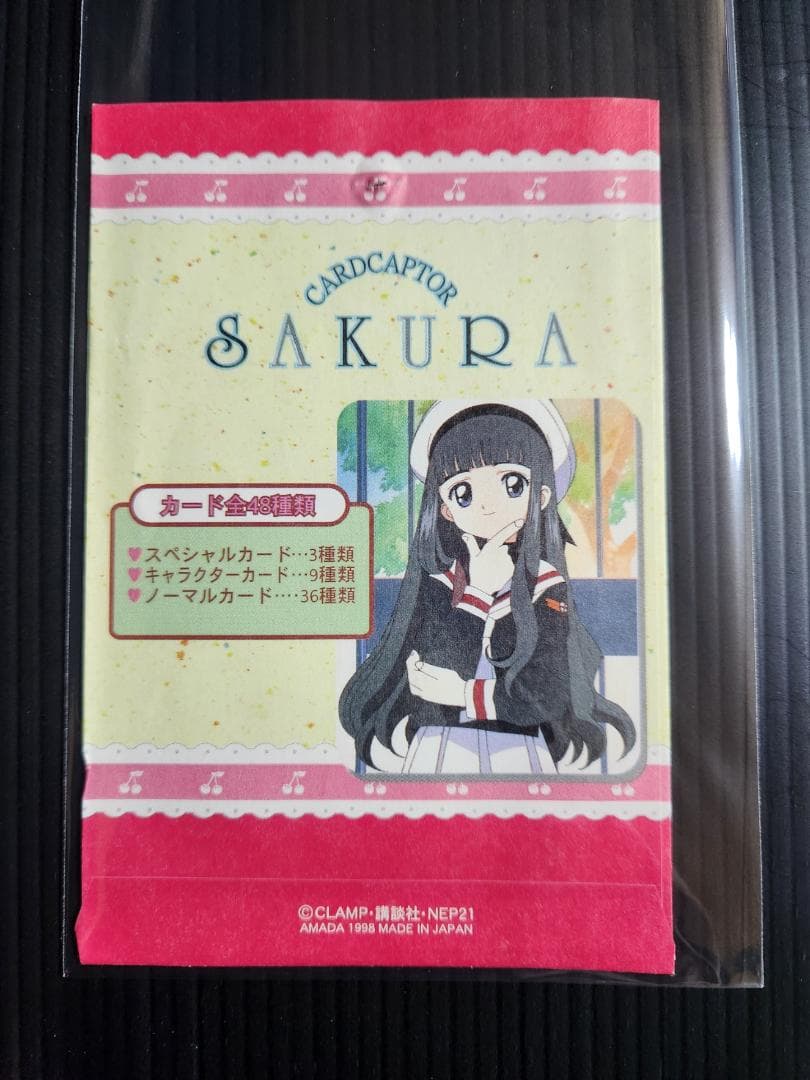 CARDCAPTOR
SAKURA
カード全48種類
スペシャルカード…3種類
キャラクターカード…9種類
ノーマルカード‥‥36種類
©CLAMP・講談社・NEP21
AMADA 1998 MADE IN JAPAN